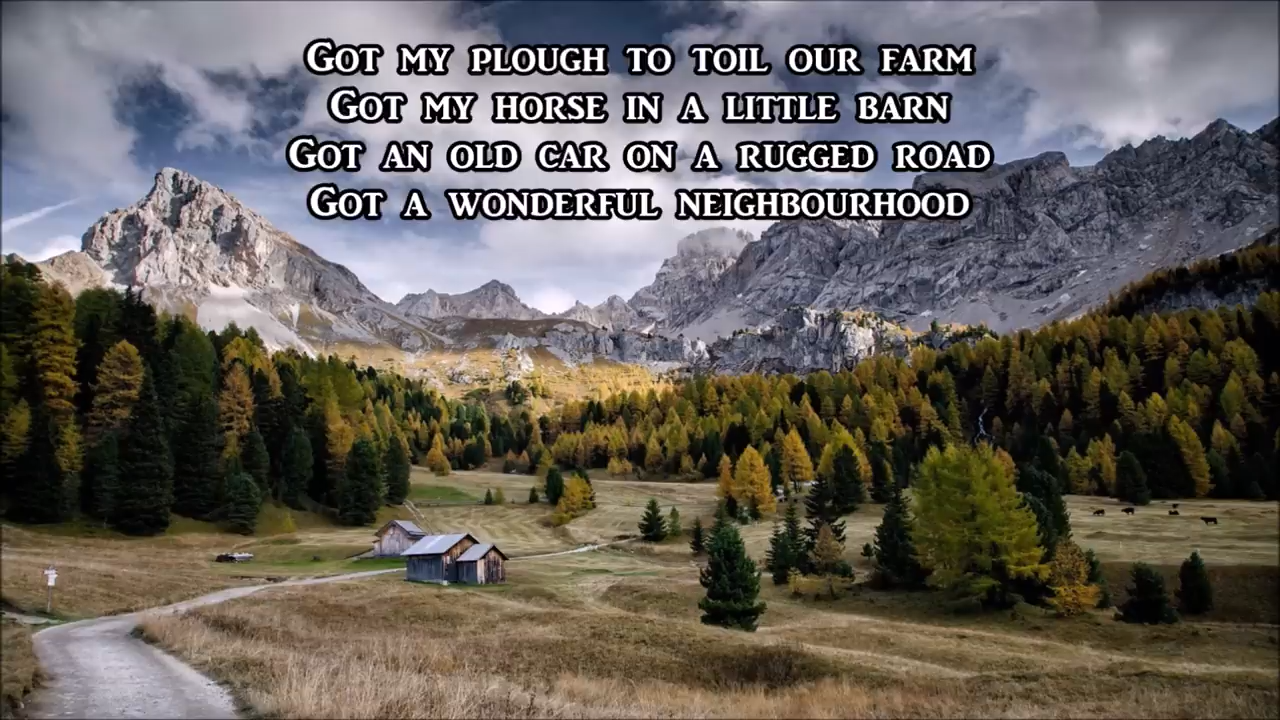 Got my plough to toil our farm
Got my horse in a little barn
Got an old car on a rugged road
Got a wonderful neighbourhood